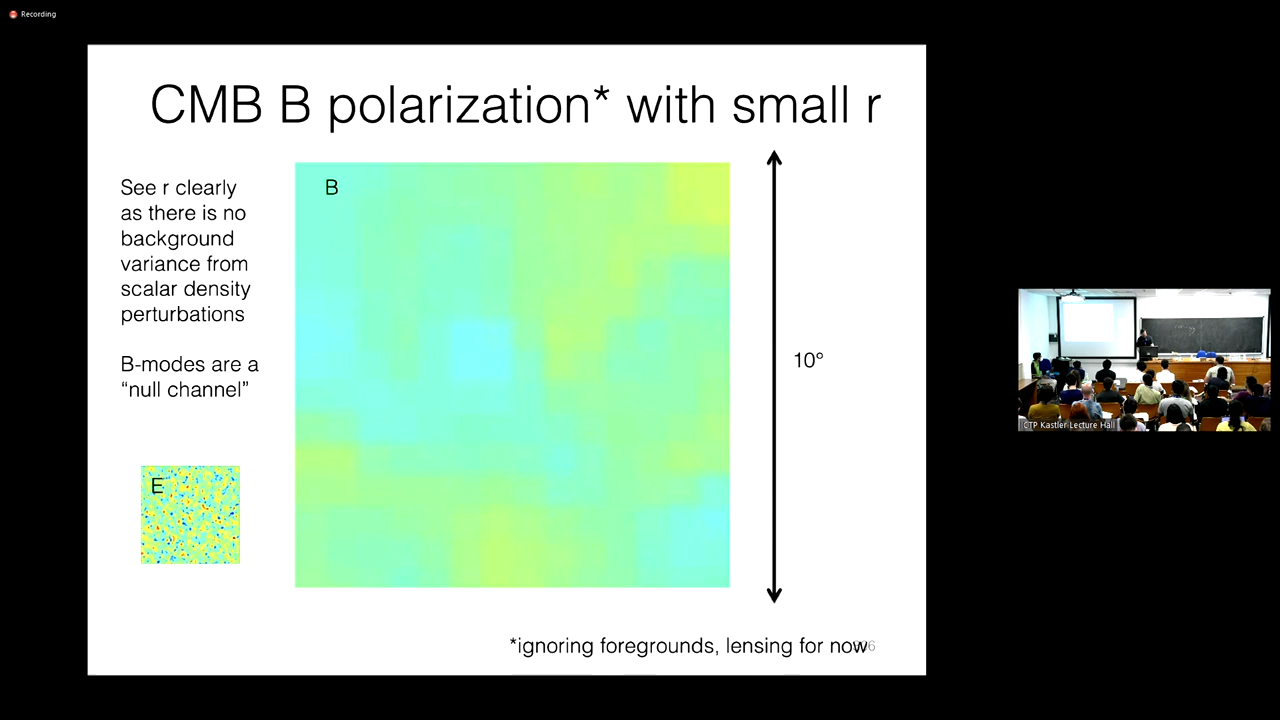 Recording
CMB B polarization* with small r
See r clearly
as there is no
background
variance from
scalar density
perturbations
B-modes are a
“null channel”
B
10°
E
*ignoring foregrounds, lensing for now
CTP Kastler Lecture Hall